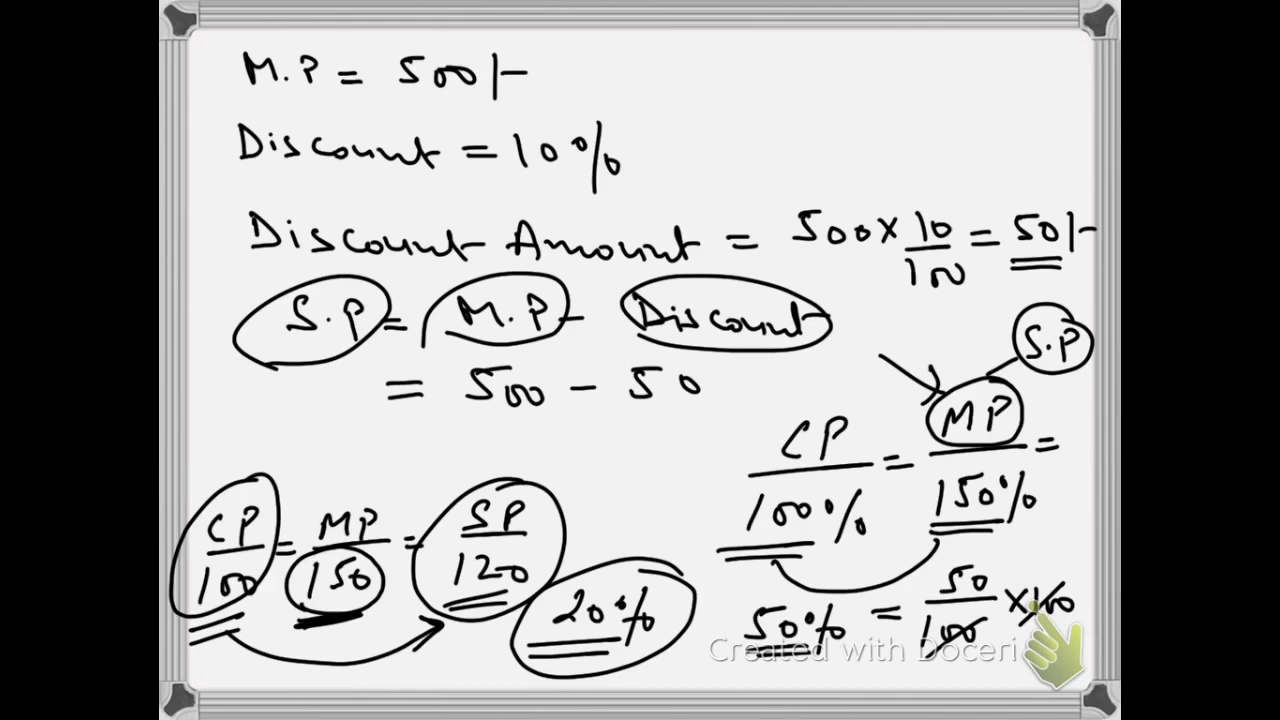 M.P = 500/-
Discount = 10%
Discount Amount = 500 × 10/100 = 50/-
S.P = M.P - Discount
= 500 - 50
S.P
CP/100% = MP/150% =
CP/100 = MP/150 = SP/120
20%
50% = 50/100 × 100
Created with Doceri